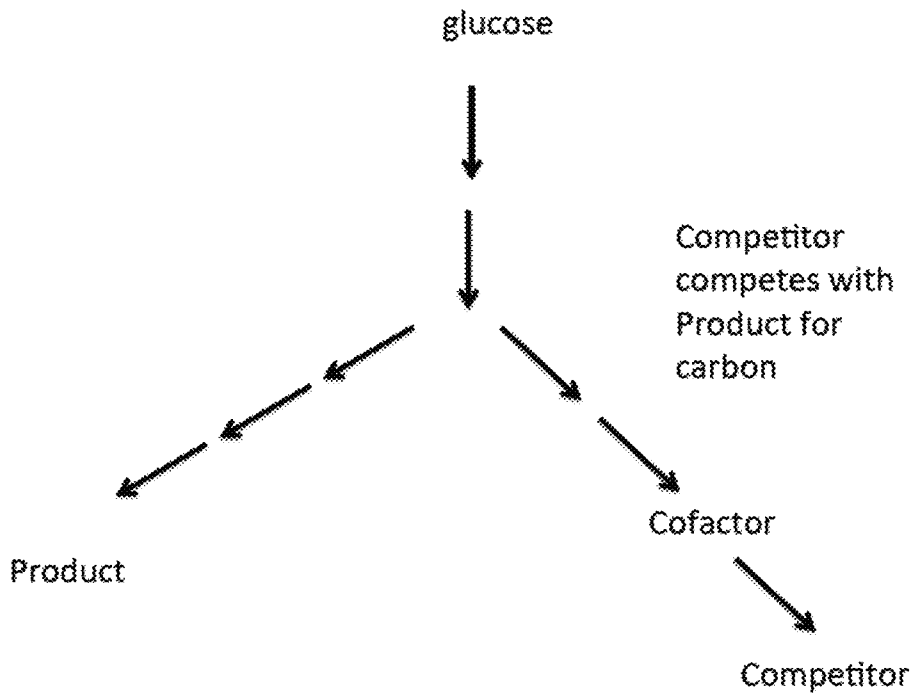 glucose
Competitor
competes with
Product for
carbon
Cofactor
Product
Competitor